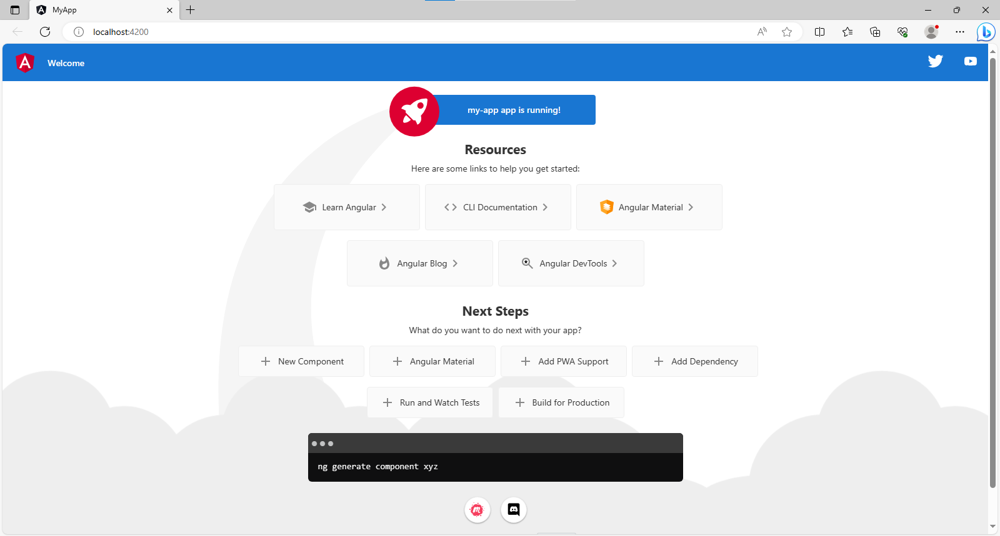 MyApp
localhost:4200
Welcome
my-app app is running!
Resources
Here are some links to help you get started:
Learn Angular
CLI Documentation
Angular Material
Angular Blog
Angular DevTools
Next Steps
What do you want to do next with your app?
New Component
Angular Material
Add PWA Support
Add Dependency
Run and Watch Tests
Build for Production
ng generate component xyz